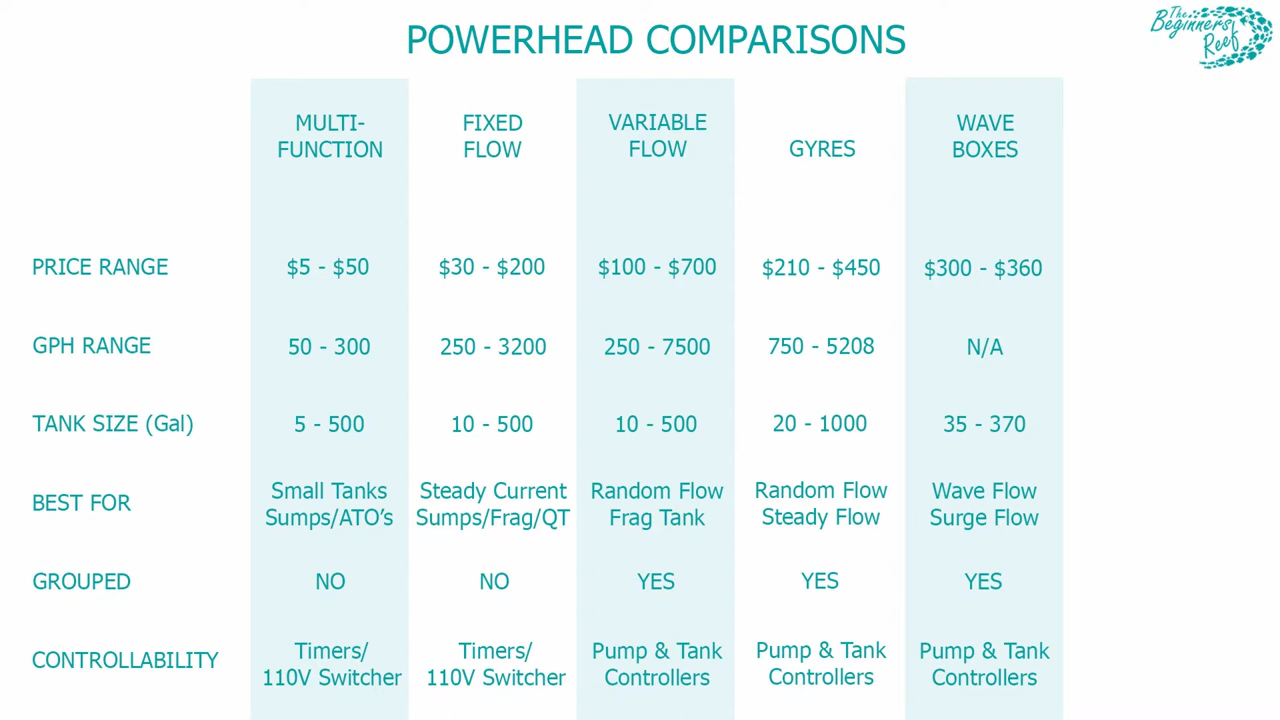 POWERHEAD COMPARISONS
The
Beginners
Reef
MULTI-
FUNCTION
FIXED
FLOW
VARIABLE
FLOW
GYRES
WAVE
BOXES
PRICE RANGE $5 - $50 $30 - $200 $100 - $700 $210 - $450 $300 - $360
GPH RANGE 50 - 300 250 - 3200 250 - 7500 750 - 5208 N/A
TANK SIZE (Gal) 5 - 500 10 - 500 10 - 500 20 - 1000 35 - 370
BEST FOR
Small Tanks
Sumps/ATO's
Steady Current
Sumps/Frag/QT
Random Flow
Frag Tank
Random Flow
Steady Flow
Wave Flow
Surge Flow
GROUPED NO NO YES YES YES
CONTROLLABILITY
Timers/
110V Switcher
Timers/
110V Switcher
Pump & Tank
Controllers
Pump & Tank
Controllers
Pump & Tank
Controllers